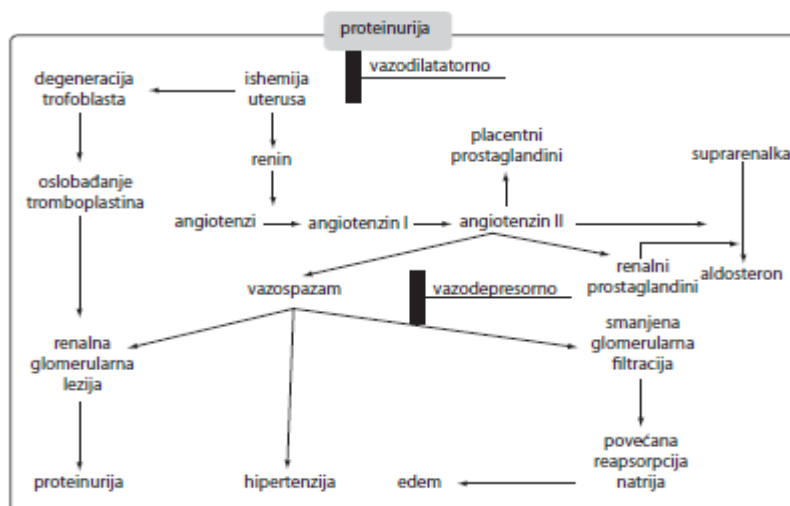 proteinurija
vazodilatatorno
degeneracija
trofoblasta
ishemija
uterusa
placentni
prostaglandini
suprarenalka
renin
oslobađanje
tromboplastina
angiotenzi
angiotenzin I
angiotenzin II
renalni
prostaglandini
aldosteron
vazospazam
vazodepresorno
renalna
glomerularna
lezija
smanjena
glomerularna
filtracija
povećana
reapsorpcija
natrija
proteinurija
hipertenzija
edem